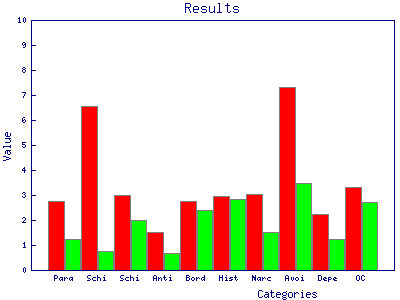 Results
10
9
8
7
6
5
4
3
2
1
0
Value
Para Schi Schi Anti Bord Hist Narc Avoi Depe OC
Categories